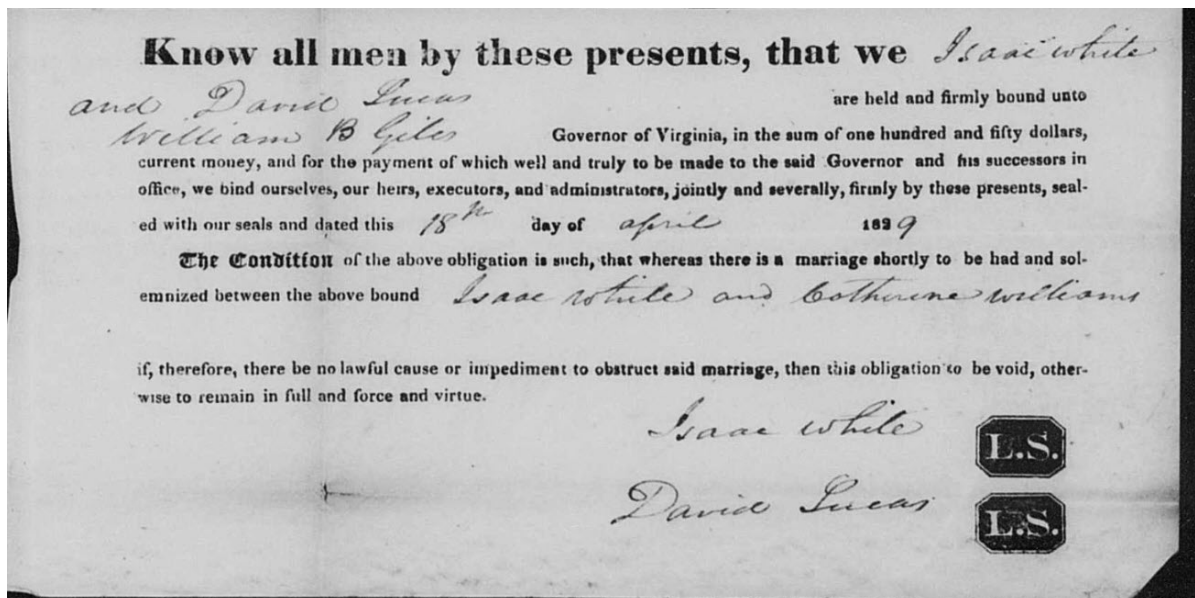 Know all men by these presents, that we Isaac White
and David Lucas are held and firmly bound unto
William B Giles Governor of Virginia, in the sum of one hundred and fifty dollars,
current money, and for the payment of which well and truly to be made to the said Governor and his successors in
office, we bind ourselves, our heirs, executors, and administrators, jointly and severally, firmly by these presents, seal-
ed with our seals and dated this 18th day of april 1829
The Condition of the above obligation is such, that whereas there is a marriage shortly to be had and sol-
emnized between the above bound Isaac White and Catherine Williams
if, therefore, there be no lawful cause or impediment to obstruct said marriage, then this obligation to be void, other-
wise to remain in full and force and virtue.
Isaac White L.S.
David Lucas L.S.